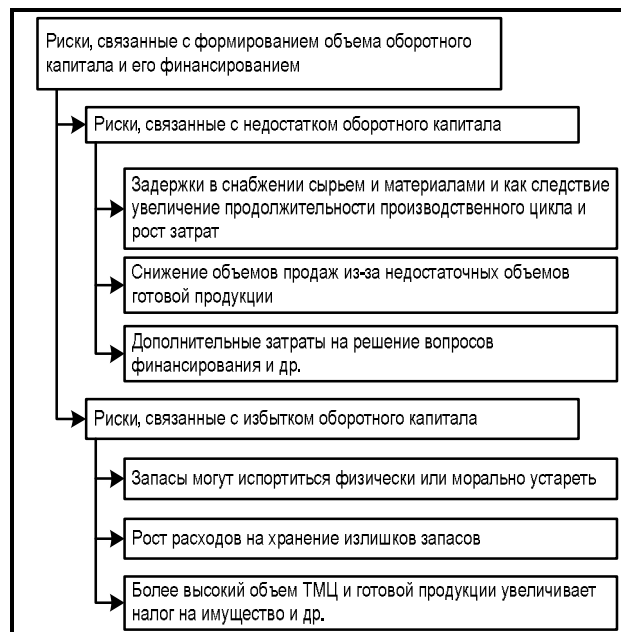 Риски, связанные с формированием объема оборотного
капитала и его финансированием
Риски, связанные с недостатком оборотного капитала
Задержки в снабжении сырьем и материалами и как следствие
увеличение продолжительности производственного цикла и
рост затрат
Снижение объемов продаж из-за недостаточных объемов
готовой продукции
Дополнительные затраты на решение вопросов
финансирования и др.
Риски, связанные с избытком оборотного капитала
Запасы могут испортиться физически или морально устареть
Рост расходов на хранение излишков запасов
Более высокий объем ТМЦ и готовой продукции увеличивает
налог на имущество и др.